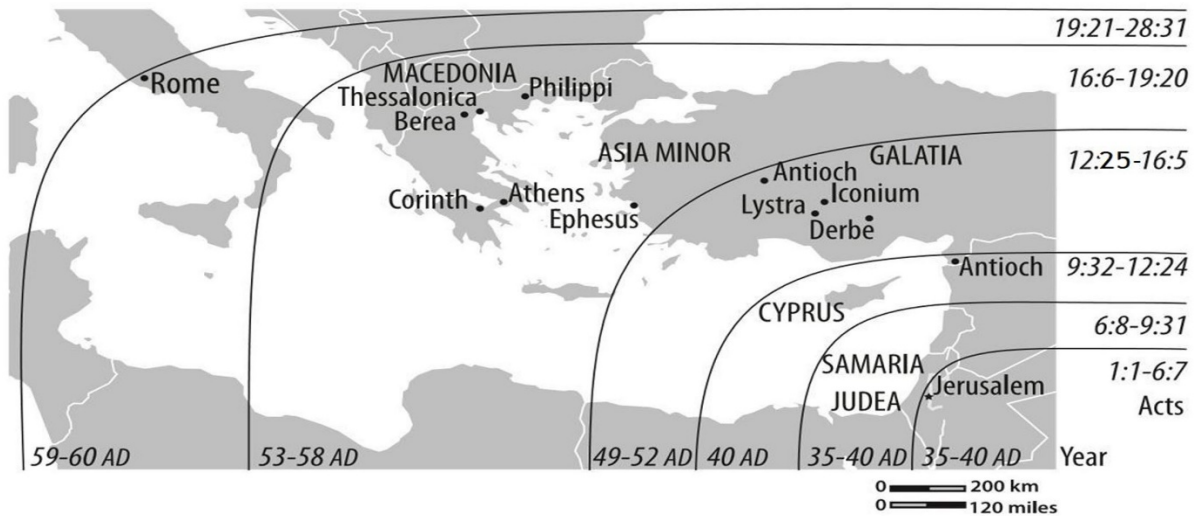 19:21-28:31
Rome
MACEDONIA
16:6-19:20
Thessalonica
Philippi
Berea
ASIA MINOR
GALATIA
12:25-16:5
Antioch
Corinth
Athens
Ephesus
Lystra
Iconium
Derbe
Antioch
9:32-12:24
CYPRUS
6:8-9:31
SAMARIA
1:1-6:7
JUDEA
Jerusalem
Acts
59-60 AD
53-58 AD
49-52 AD
40 AD
35-40 AD
35-40 AD
Year
0 200 km
0 120 miles